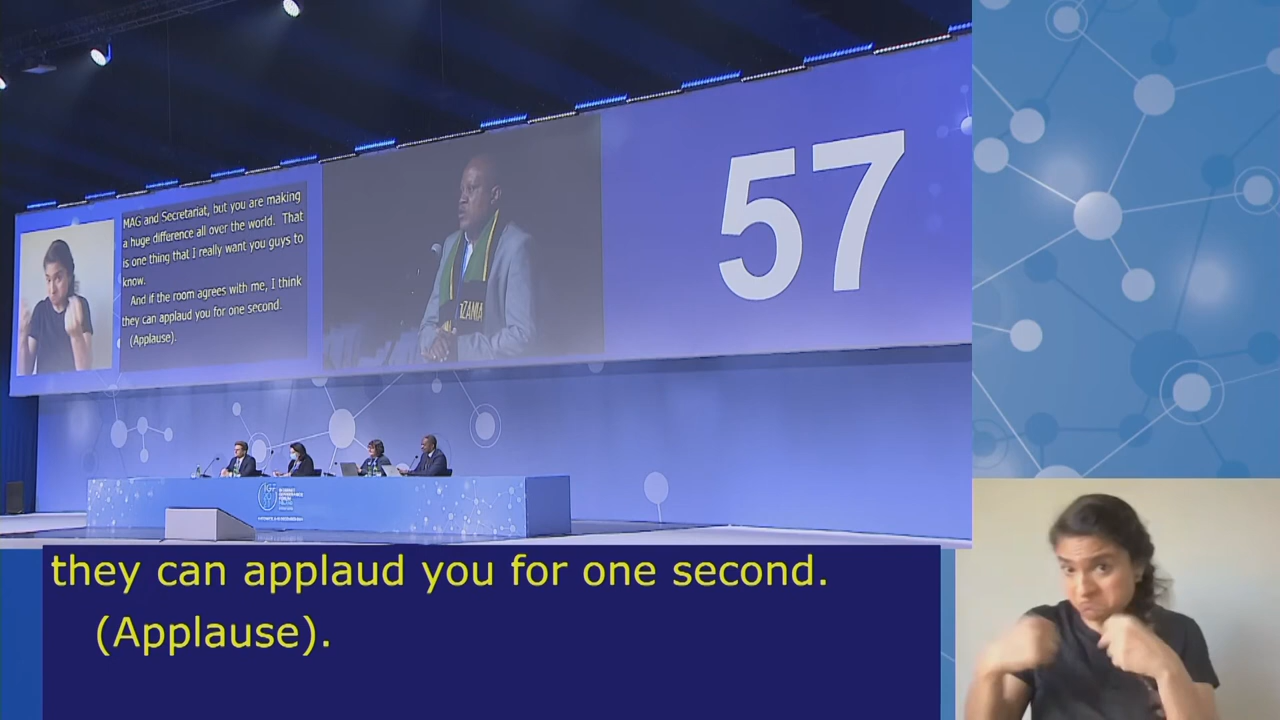 MAG and Secretariat, but you are making
a huge difference all over the world. That
is one thing that I really want you guys to
know.
And if the room agrees with me, I think
they can applaud you for one second.
(Applause).
ZANIA
57
they can applaud you for one second.
(Applause).